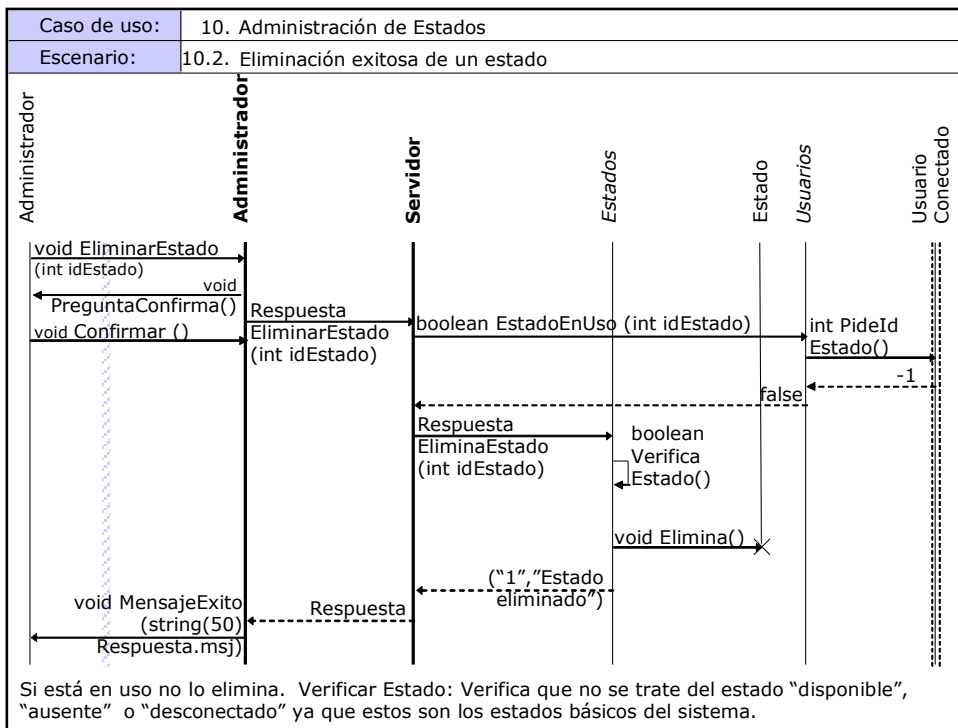 Caso de uso: 10. Administración de Estados
Escenario: 10.2. Eliminación exitosa de un estado
Administrador
Administrador
Servidor
Estados
Estado
Usuarios
Usuario
Conectado
void EliminarEstado
(int idEstado)
void
PreguntaConfirma()
void Confirmar ()
Respuesta
EliminarEstado
(int idEstado)
boolean EstadoEnUso (int idEstado)
int PideId
Estado()
-1
false
Respuesta
EliminaEstado
(int idEstado)
boolean
Verifica
Estado()
void Elimina()
(“1”,”Estado
eliminado”)
Respuesta
void MensajeExito
(string(50)
Respuesta.msj)
Si está en uso no lo elimina. Verificar Estado: Verifica que no se trate del estado “disponible”,
“ausente” o “desconectado” ya que estos son los estados básicos del sistema.